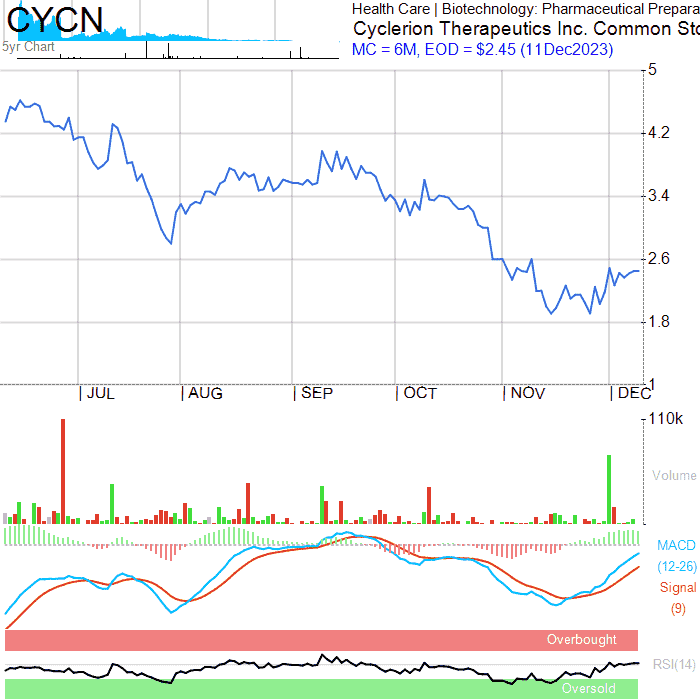 CYCN
5yr Chart
Health Care | Biotechnology: Pharmaceutical Prepara
Cyclerion Therapeutics Inc. Common Sto
MC = 6M, EOD = $2.45 (11Dec2023)
5
4.2
3.4
2.6
1.8
1
| JUL | AUG | SEP | OCT | NOV | DEC
110k
Volume
MACD
(12-26)
Signal
(9)
Overbought
RSI(14)
Oversold